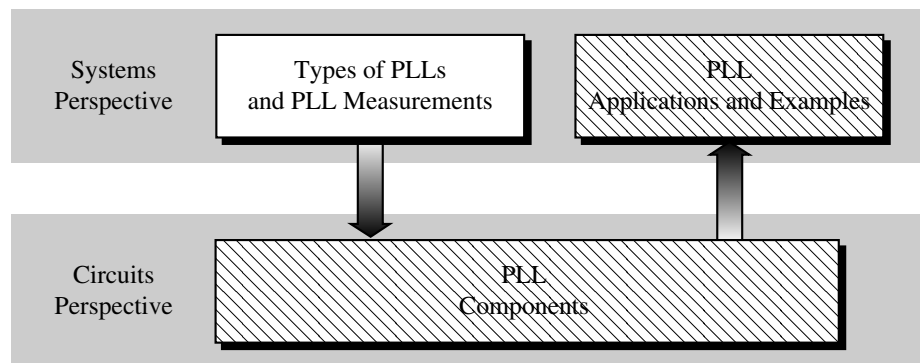 Systems
Perspective
Types of PLLs
and PLL Measurements
PLL
Applications and Examples
Circuits
Perspective
PLL
Components